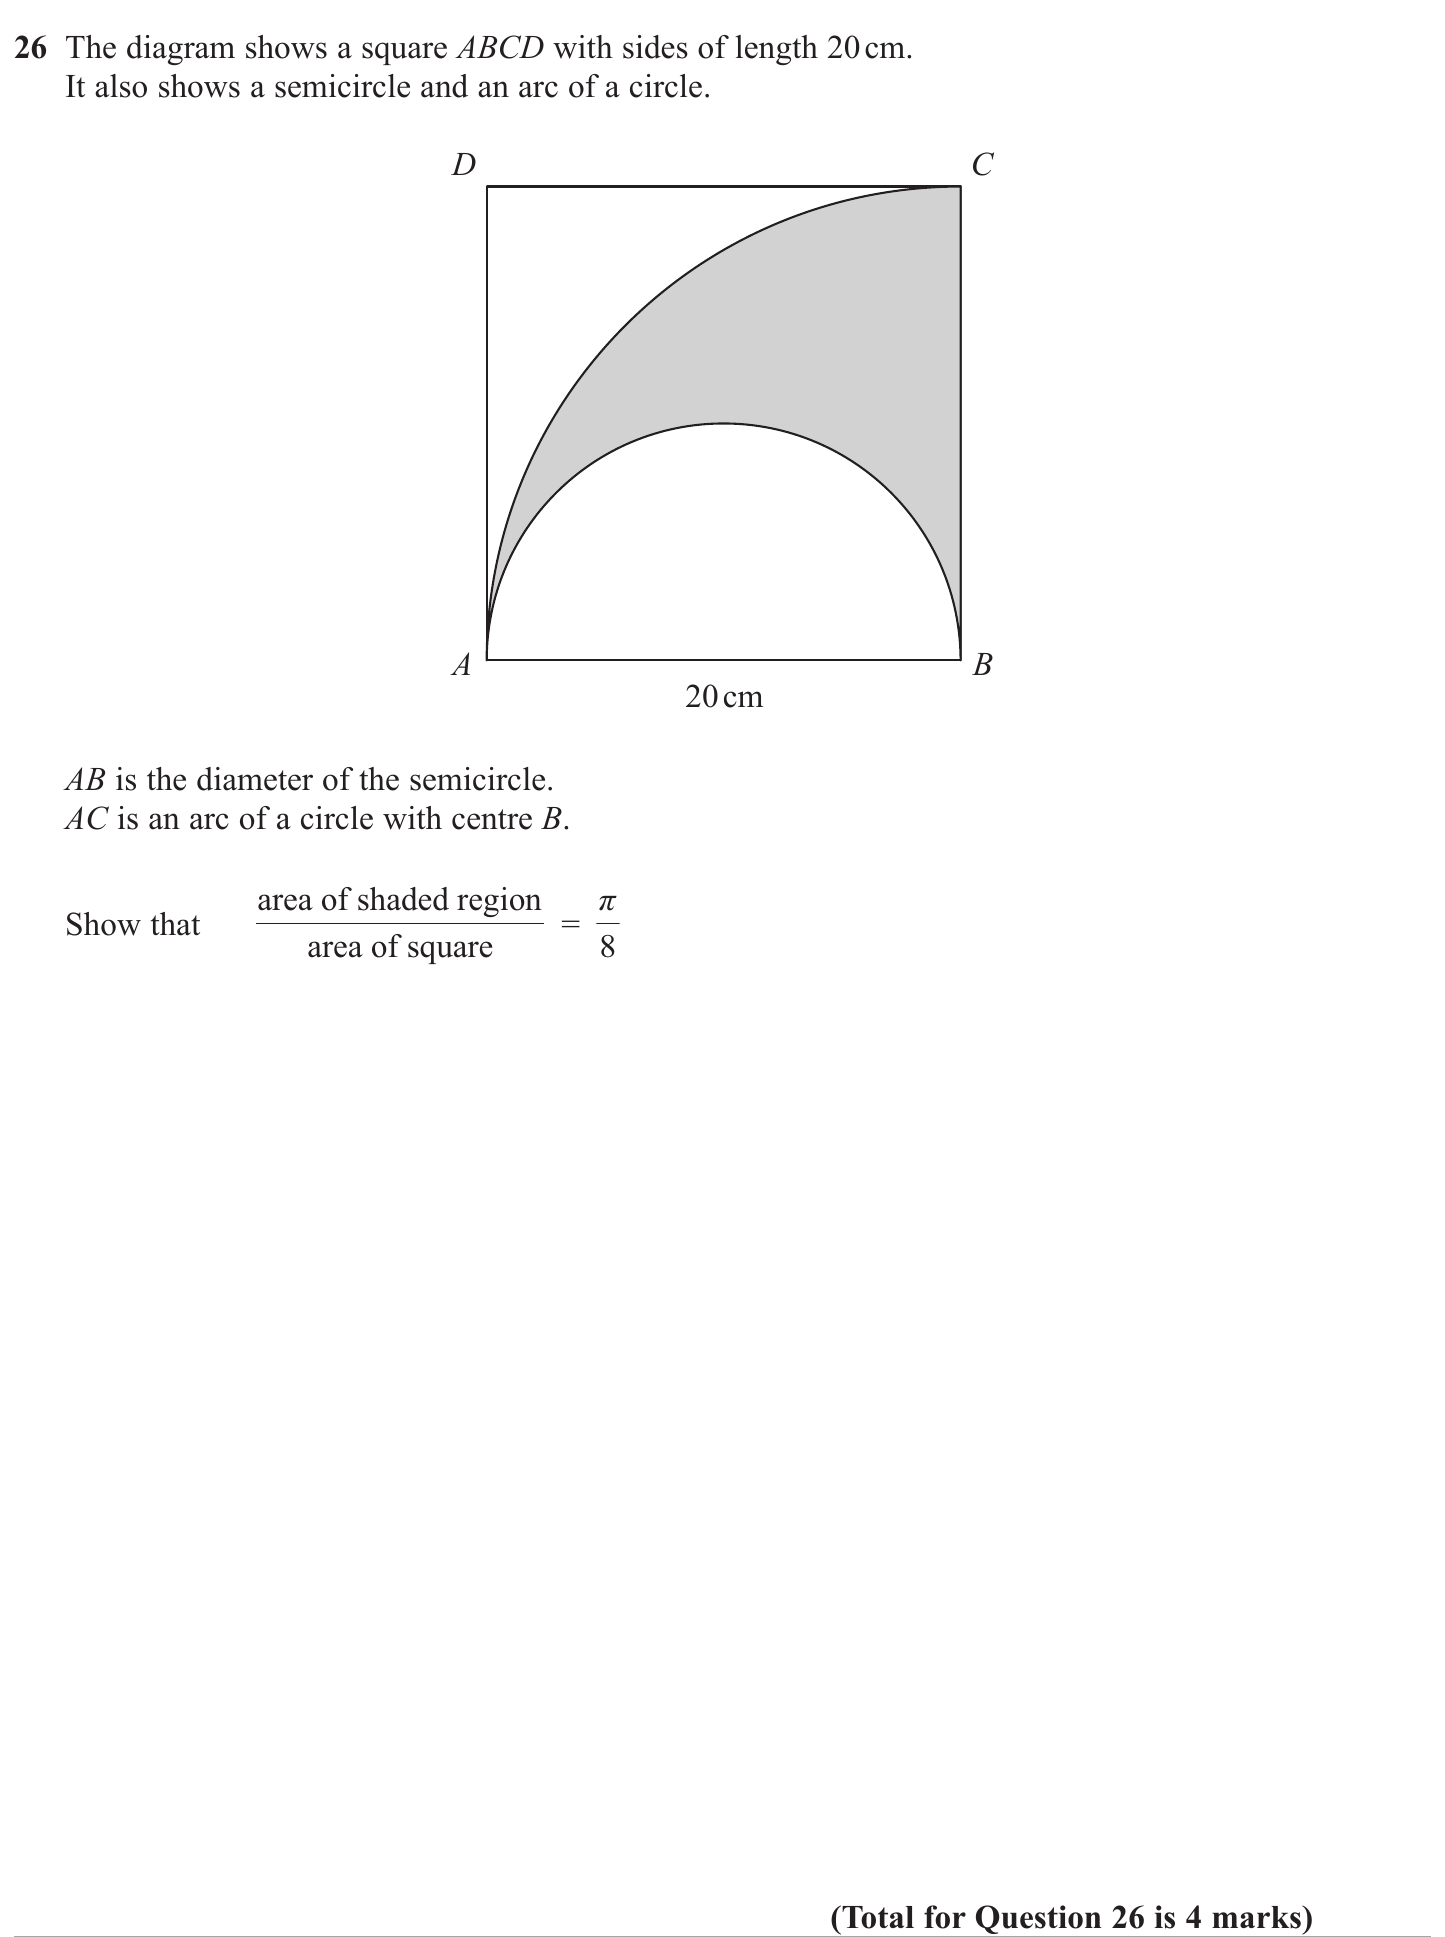 26 The diagram shows a square ABCD with sides of length 20 cm.
It also shows a semicircle and an arc of a circle.
D
C
A
B
20 cm
AB is the diameter of the semicircle.
AC is an arc of a circle with centre B.
Show that area of shaded region / area of square = π / 8
(Total for Question 26 is 4 marks)